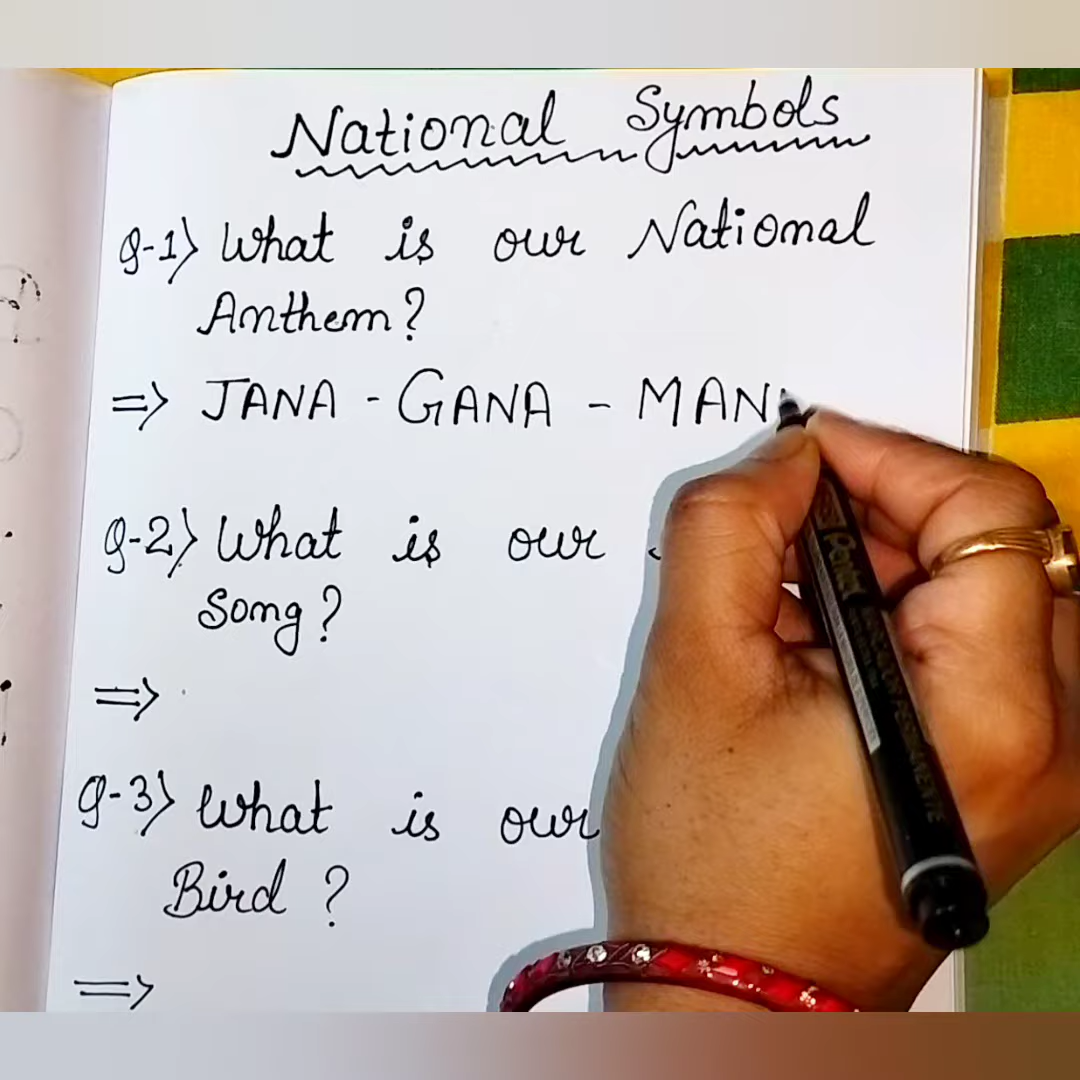 National Symbols
Q-1) What is our National
Anthem?
=> JANA - GANA - MAN
Q-2) What is our
Song?
=>
Q-3) What is our
Bird?
=>